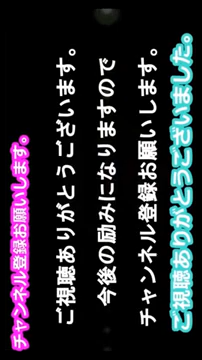 チャンネル登録お願いします。
ご視聴ありがとうございます。
今後の励みになりますので
チャンネル登録お願いします。
ご視聴ありがとうございました。